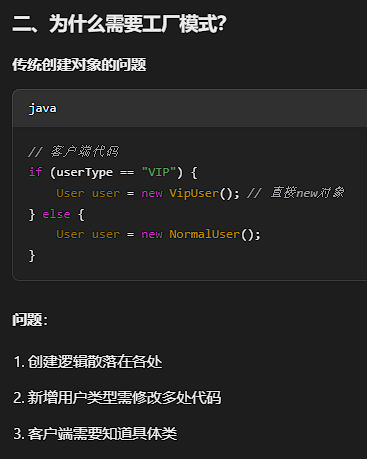 二、为什么需要工厂模式？
传统创建对象的问题
java
// 客户端代码
if (userType == "VIP") {
    User user = new VipUser(); // 直接new对象
} else {
    User user = new NormalUser();
}
问题：
1. 创建逻辑散落在各处
2. 新增用户类型需修改多处代码
3. 客户端需要知道具体类